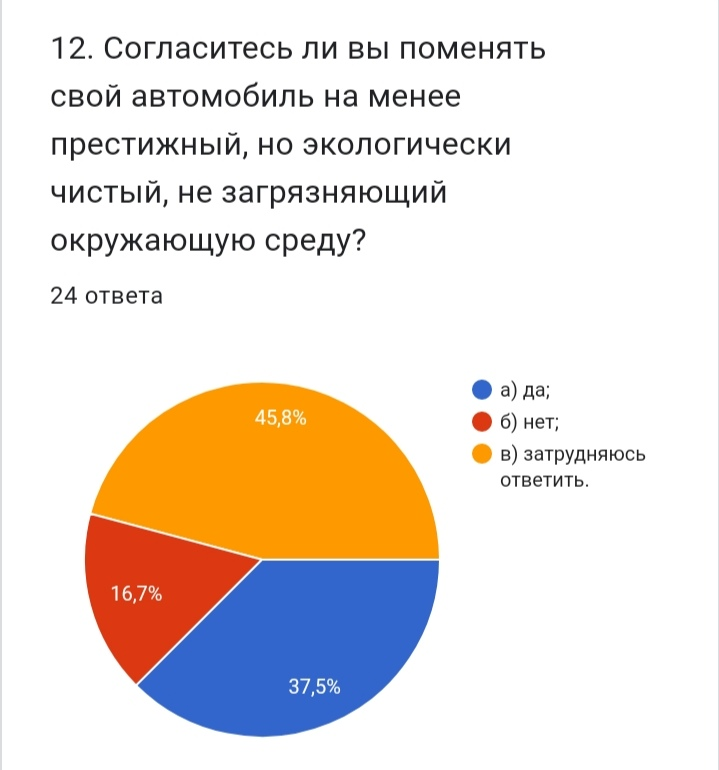 12. Согласитесь ли вы поменять
свой автомобиль на менее
престижный, но экологически
чистый, не загрязняющий
окружающую среду?
24 ответа
а) да;
б) нет;
в) затрудняюсь
ответить.
45,8%
16,7%
37,5%